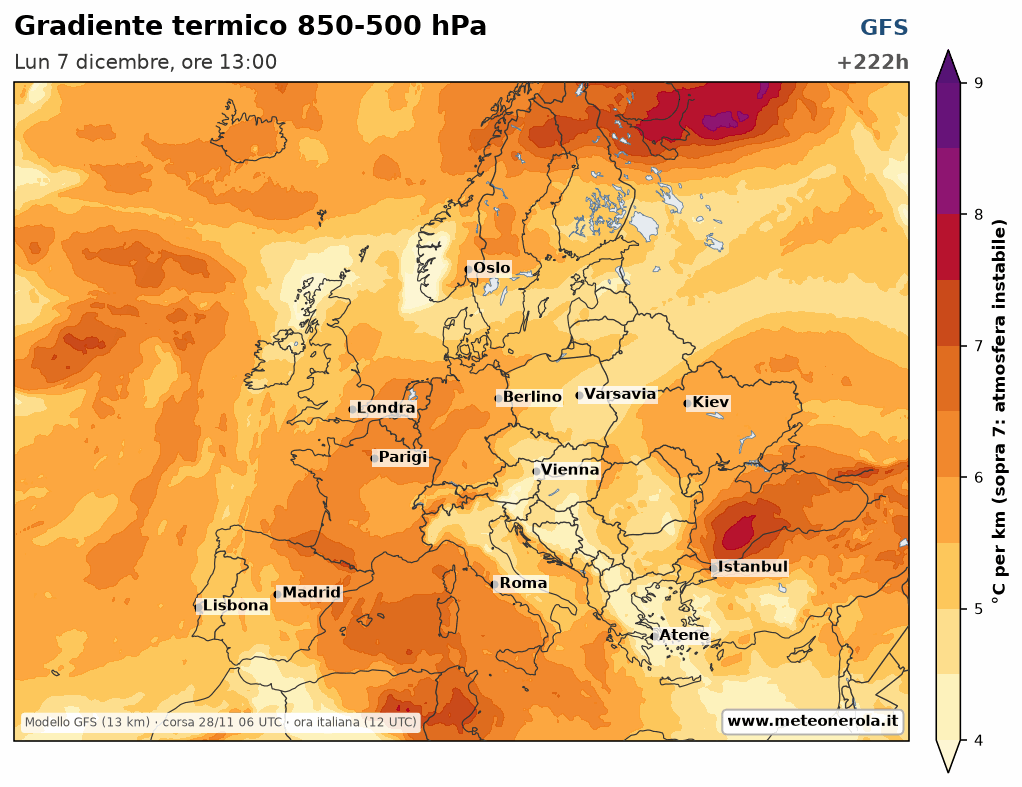 Gradiente termico 850-500 hPa
GFS
Lun 7 dicembre, ore 13:00
+222h
Oslo
Londra
Berlino
Varsavia
Kiev
Parigi
Vienna
Istanbul
Roma
Madrid
Lisbona
Atene
Modello GFS (13 km) · corsa 28/11 06 UTC · ora italiana (12 UTC)
www.meteonerola.it
9
8
7
6
5
4
°C per km (sopra 7: atmosfera instabile)